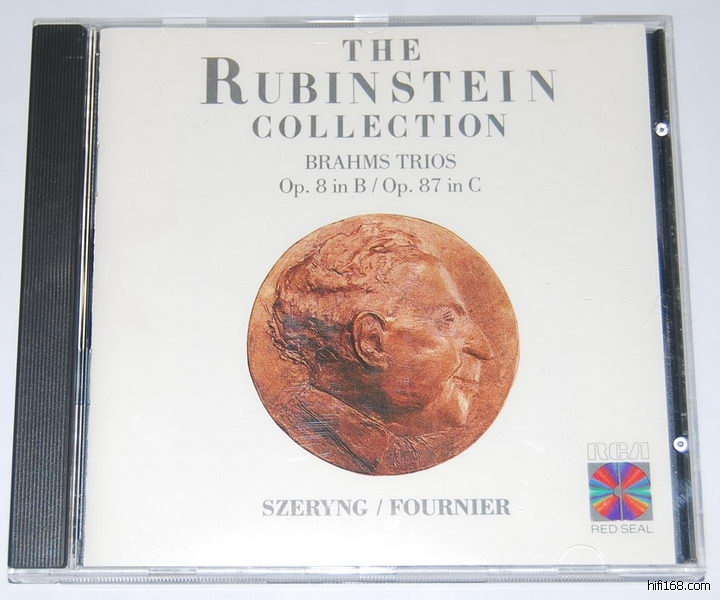 THE
RUBINSTEIN
COLLECTION
BRAHMS TRIOS
Op. 8 in B / Op. 87 in C
SZERYNG / FOURNIER
RCA
RED SEAL
hifi168.com